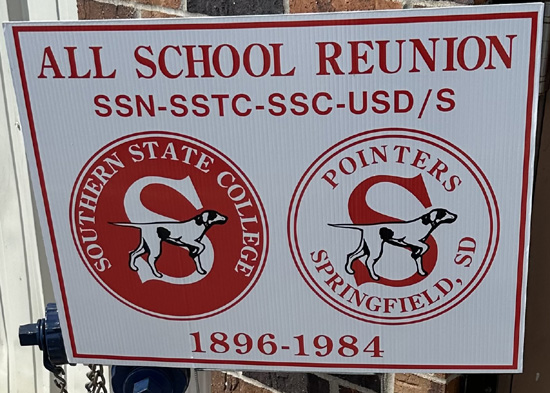 ALL SCHOOL REUNION
SSN-SSTC-SSC-USD/S
SOUTHERN STATE COLLEGE
S
POINTERS
S
SPRINGFIELD, SD
1896-1984